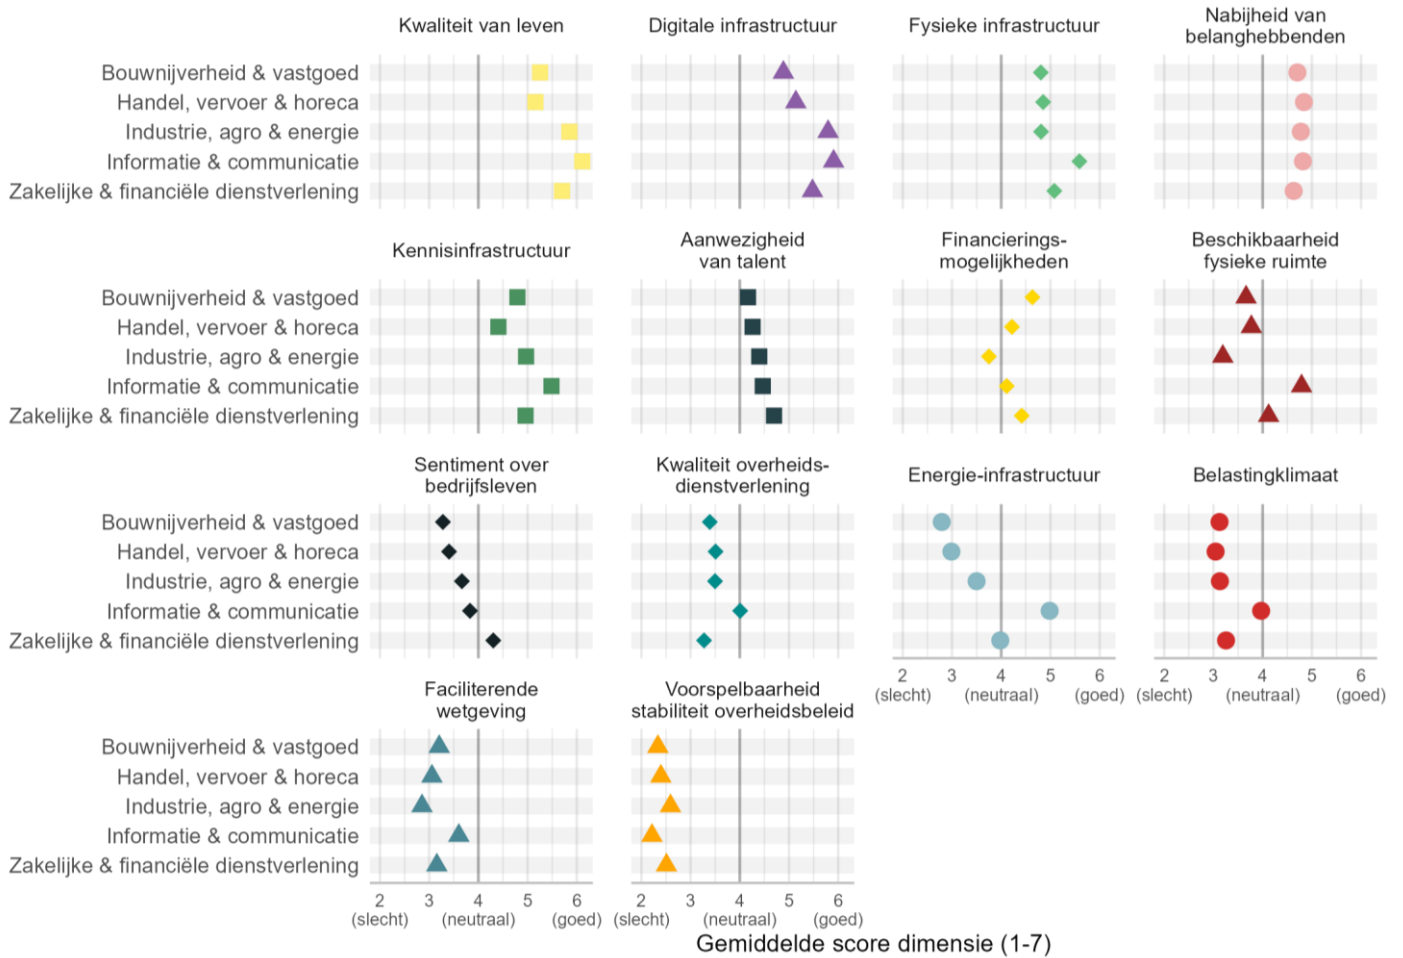 Kwaliteit van leven
Digitale infrastructuur
Fysieke infrastructuur
Nabijheid van
belanghebbenden
Bouwnijverheid & vastgoed
Handel, vervoer & horeca
Industrie, agro & energie
Informatie & communicatie
Zakelijke & financiële dienstverlening
Kennisinfrastructuur
Aanwezigheid
van talent
Financierings-
mogelijkheden
Beschikbaarheid
fysieke ruimte
Bouwnijverheid & vastgoed
Handel, vervoer & horeca
Industrie, agro & energie
Informatie & communicatie
Zakelijke & financiële dienstverlening
Sentiment over
bedrijfsleven
Kwaliteit overheids-
dienstverlening
Energie-infrastructuur
Belastingklimaat
Bouwnijverheid & vastgoed
Handel, vervoer & horeca
Industrie, agro & energie
Informatie & communicatie
Zakelijke & financiële dienstverlening
2 3 4 5 6
(slecht) (neutraal) (goed)
2 3 4 5 6
(slecht) (neutraal) (goed)
Faciliterende
wetgeving
Voorspelbaarheid
stabiliteit overheidsbeleid
Bouwnijverheid & vastgoed
Handel, vervoer & horeca
Industrie, agro & energie
Informatie & communicatie
Zakelijke & financiële dienstverlening
2 3 4 5 6
(slecht) (neutraal) (goed)
2 3 4 5 6
(slecht) (neutraal) (goed)
Gemiddelde score dimensie (1-7)